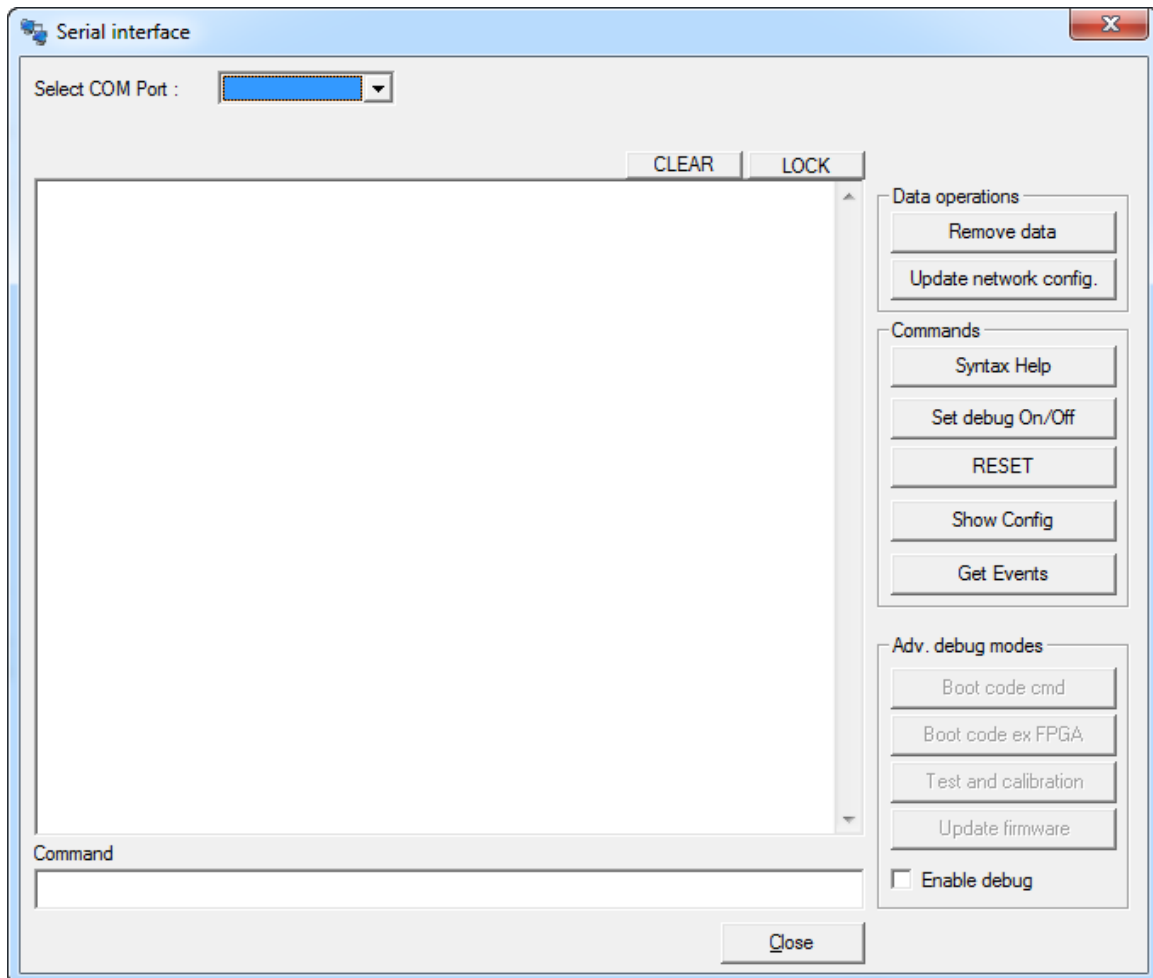 Serial interface
Select COM Port :
CLEAR
LOCK
Data operations
Remove data
Update network config.
Commands
Syntax Help
Set debug On/Off
RESET
Show Config
Get Events
Adv. debug modes
Boot code cmd
Boot code ex FPGA
Test and calibration
Update firmware
Enable debug
Command
Close